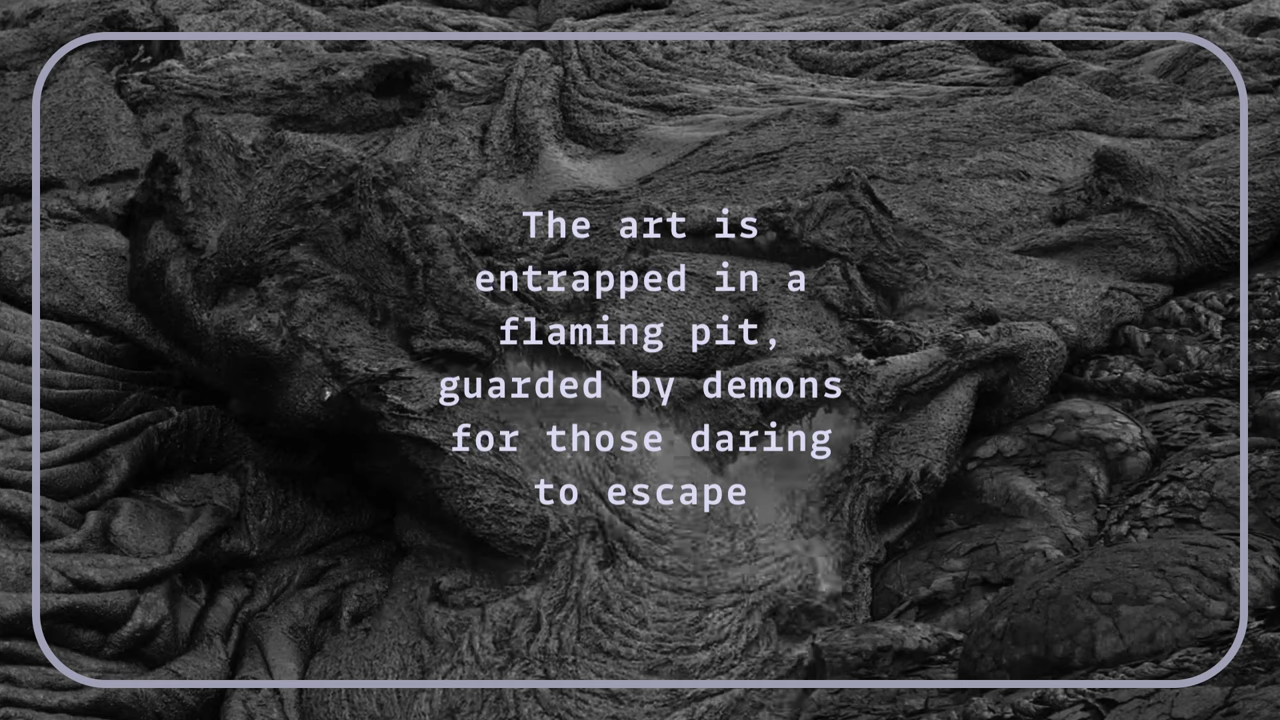 The art is
entrapped in a
flaming pit,
guarded by demons
for those daring
to escape